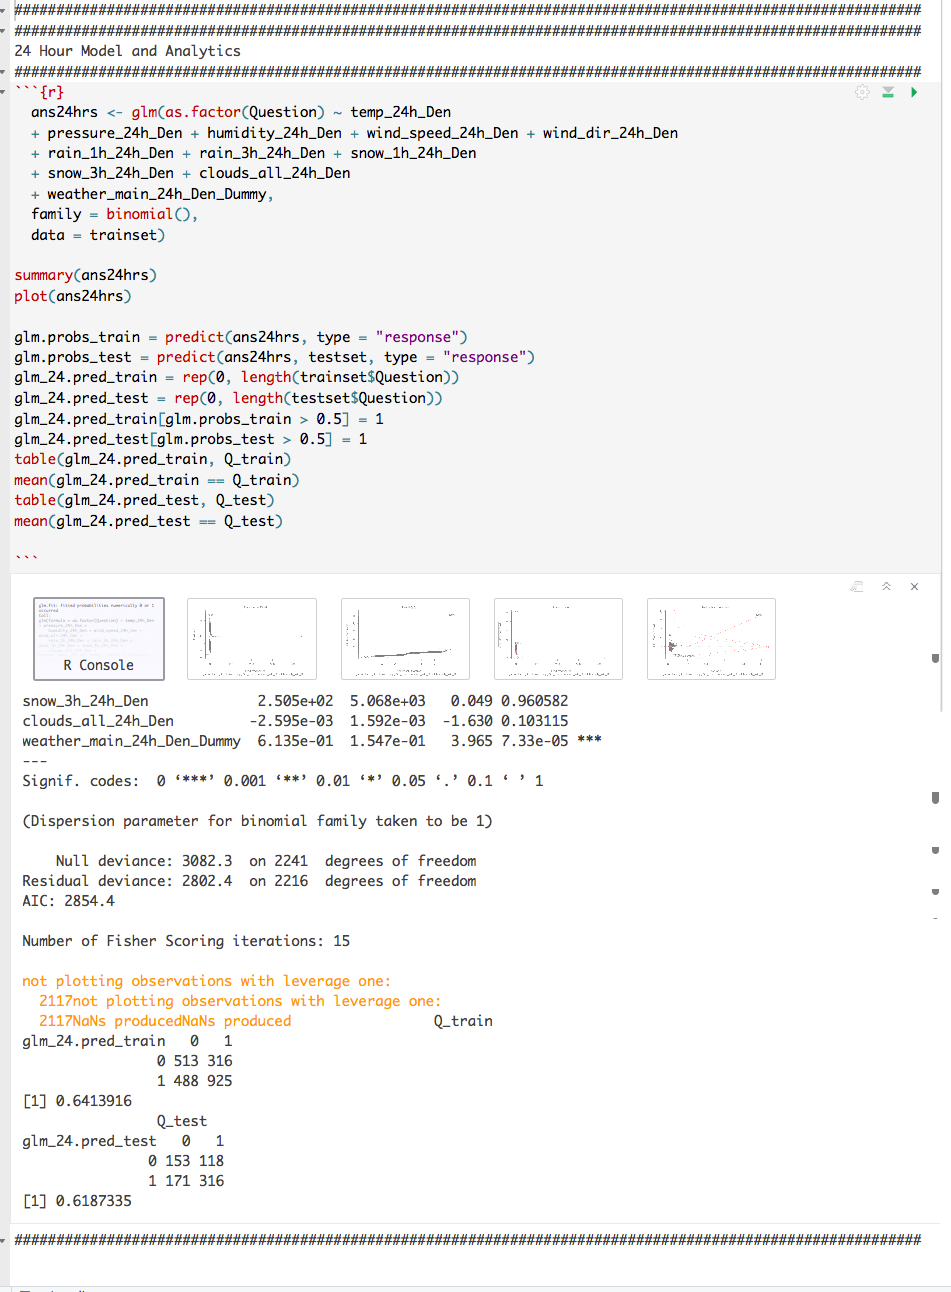 ############################################################################################################
############################################################################################################
24 Hour Model and Analytics
############################################################################################################
```{r}
ans24hrs <- glm(as.factor(Question) ~ temp_24h_Den
+ pressure_24h_Den + humidity_24h_Den + wind_speed_24h_Den + wind_dir_24h_Den
+ rain_1h_24h_Den + rain_3h_24h_Den + snow_1h_24h_Den
+ snow_3h_24h_Den + clouds_all_24h_Den
+ weather_main_24h_Den_Dummy,
family = binomial(),
data = trainset)
summary(ans24hrs)
plot(ans24hrs)
glm.probs_train = predict(ans24hrs, type = "response")
glm.probs_test = predict(ans24hrs, testset, type = "response")
glm_24.pred_train = rep(0, length(trainset$Question))
glm_24.pred_test = rep(0, length(testset$Question))
glm_24.pred_train[glm.probs_train > 0.5] = 1
glm_24.pred_test[glm.probs_test > 0.5] = 1
table(glm_24.pred_train, Q_train)
mean(glm_24.pred_train == Q_train)
table(glm_24.pred_test, Q_test)
mean(glm_24.pred_test == Q_test)
```
glm.fit: fitted probabilities numerically 0 or 1
occurred
Call:
R Console
snow_3h_24h_Den 2.505e+02 5.068e+03 0.049 0.960582
clouds_all_24h_Den -2.595e-03 1.592e-03 -1.630 0.103115
weather_main_24h_Den_Dummy 6.135e-01 1.547e-01 3.965 7.33e-05 ***
---
Signif. codes: 0 ‘***’ 0.001 ‘**’ 0.01 ‘*’ 0.05 ‘.’ 0.1 ‘ ’ 1
(Dispersion parameter for binomial family taken to be 1)
Null deviance: 3082.3 on 2241 degrees of freedom
Residual deviance: 2802.4 on 2216 degrees of freedom
AIC: 2854.4
Number of Fisher Scoring iterations: 15
not plotting observations with leverage one:
2117not plotting observations with leverage one:
2117NaNs producedNaNs produced Q_train
glm_24.pred_train 0 1
0 513 316
1 488 925
[1] 0.6413916
Q_test
glm_24.pred_test 0 1
0 153 118
1 171 316
[1] 0.6187335
############################################################################################################